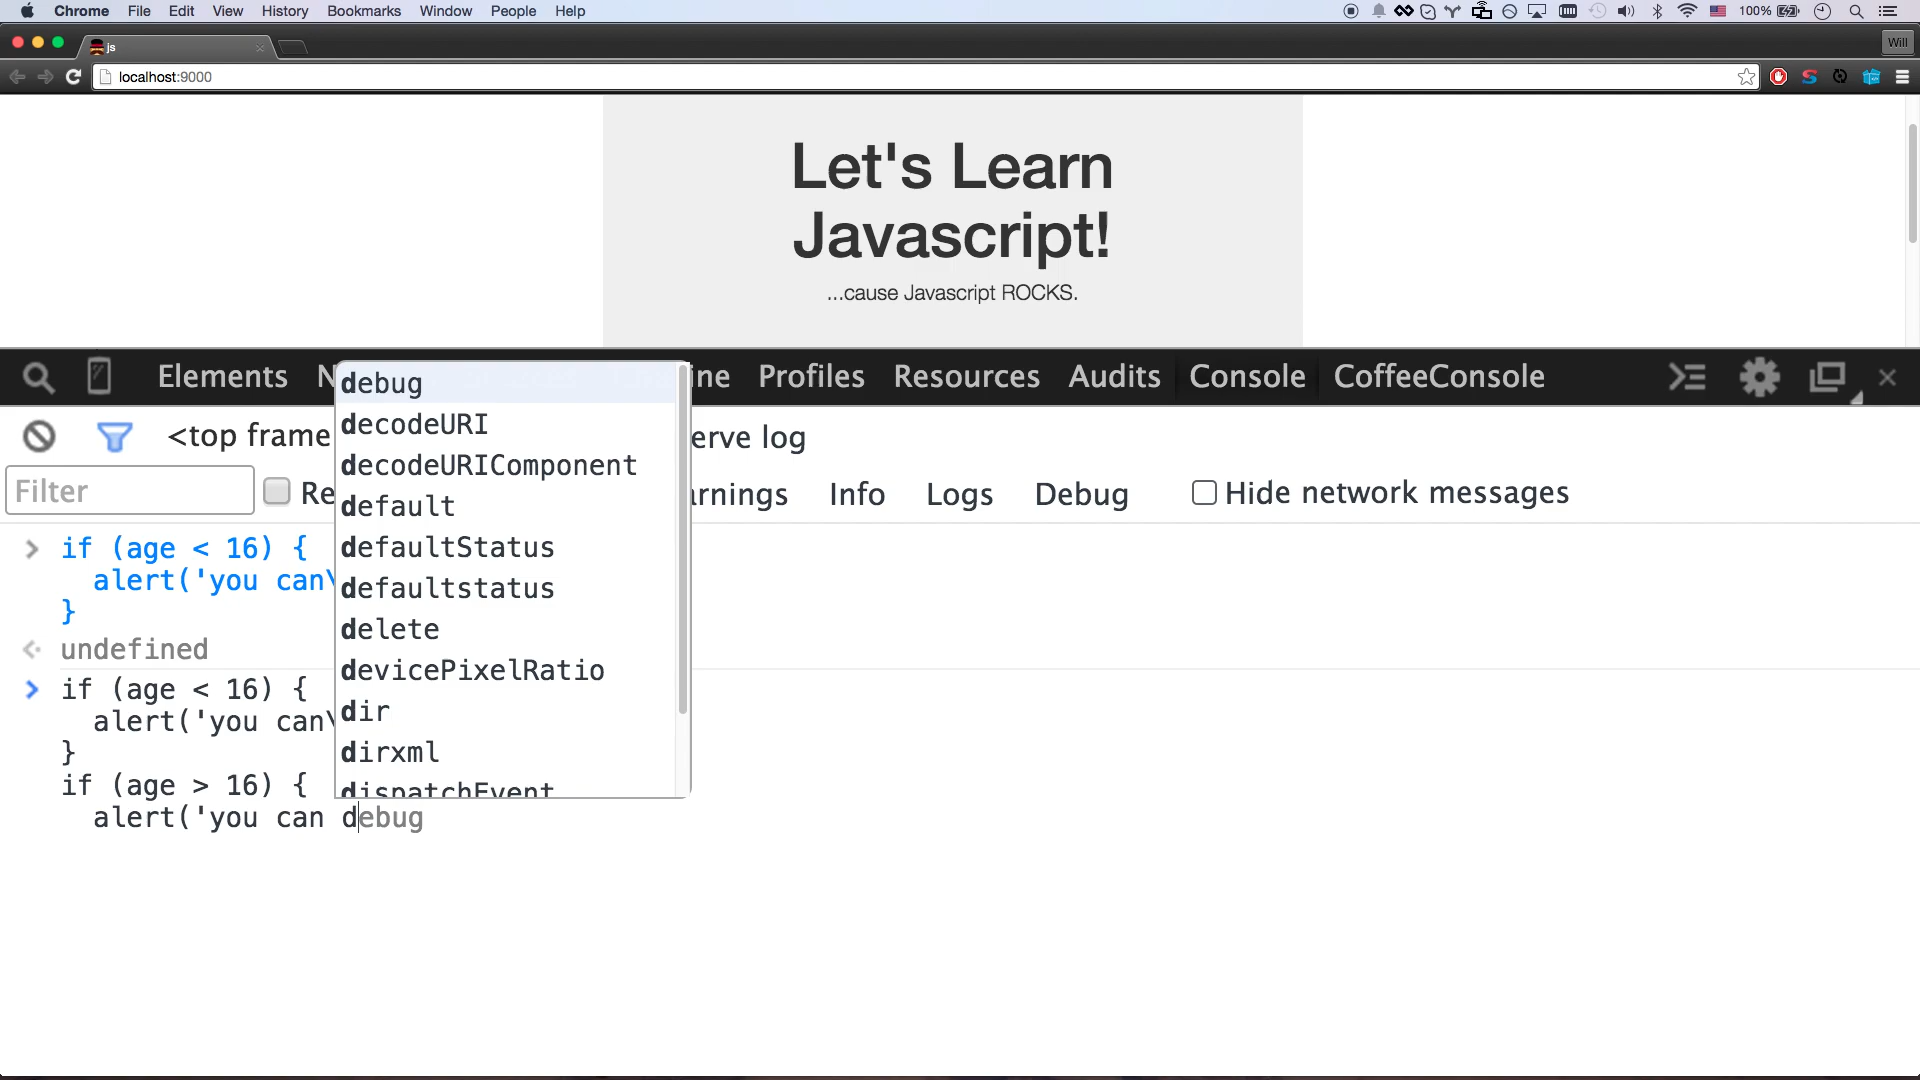 Chrome File Edit View History Bookmarks Window People Help 100%
js Will
localhost:9000
Let's Learn
Javascript!
...cause Javascript ROCKS.
Elements Profiles Resources Audits Console CoffeeConsole
<top frame erve log
Filter Re arnings Info Logs Debug Hide network messages
debug
decodeURI
decodeURIComponent
default
defaultStatus
defaultstatus
delete
devicePixelRatio
dir
dirxml
dispatchEvent
> if (age < 16) {
alert('you can\
}
undefined
> if (age < 16) {
alert('you can\
}
if (age > 16) {
alert('you can debug